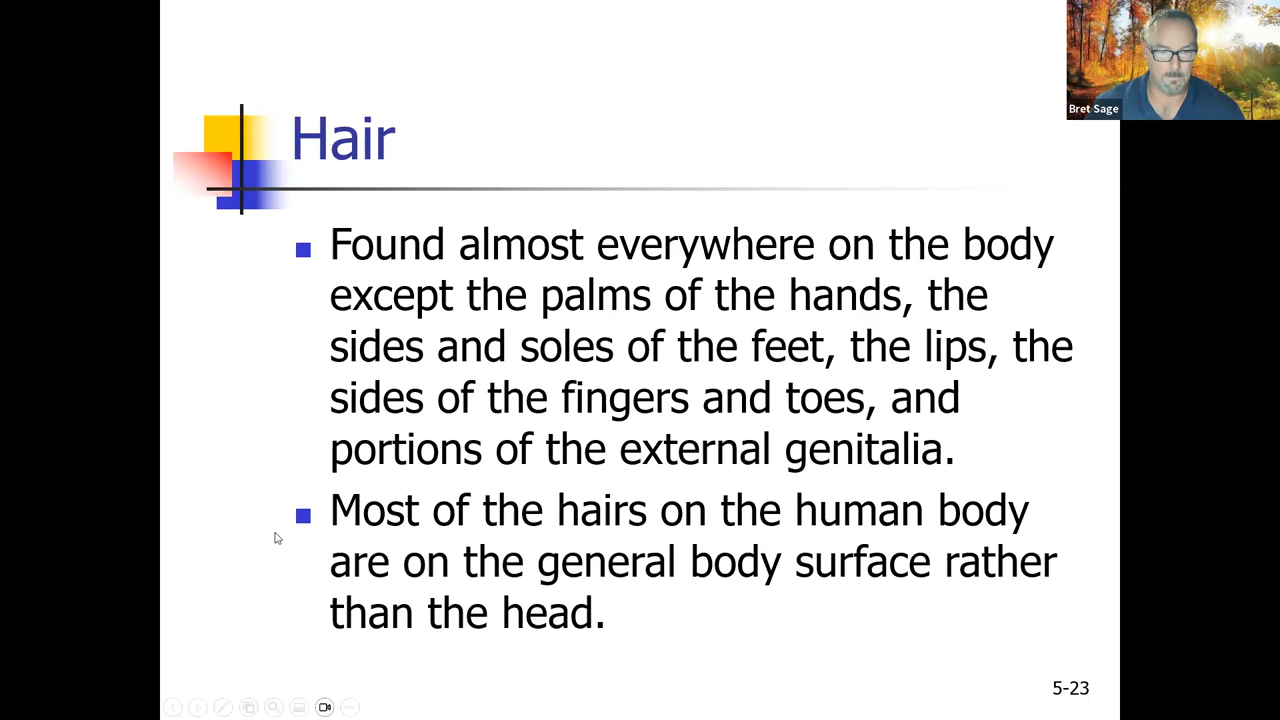 Bret Sage
Hair
Found almost everywhere on the body
except the palms of the hands, the
sides and soles of the feet, the lips, the
sides of the fingers and toes, and
portions of the external genitalia.
Most of the hairs on the human body
are on the general body surface rather
than the head.
5-23